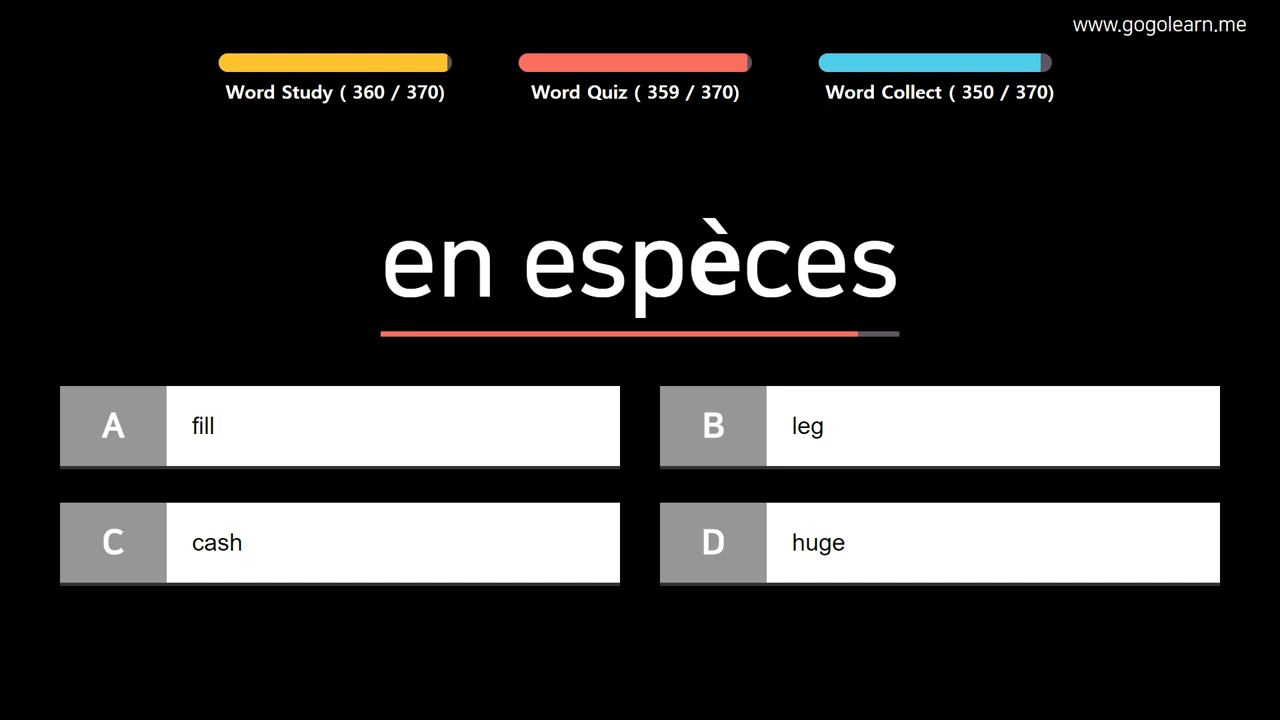 www.gogolearn.me
Word Study ( 360 / 370)
Word Quiz ( 359 / 370)
Word Collect ( 350 / 370)
en espèces
A
fill
B
leg
C
cash
D
huge